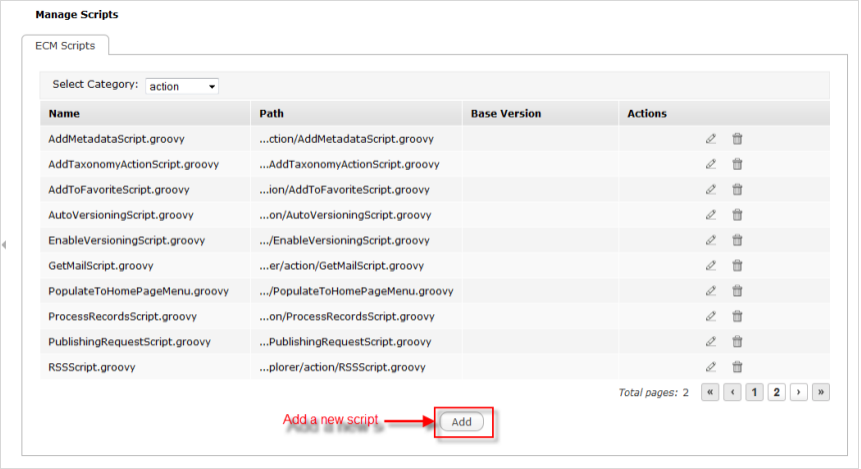 Manage Scripts
ECM Scripts
Select Category: action
Name Path Base Version Actions
AddMetadataScript.groovy ...ction/AddMetadataScript.groovy
AddTaxonomyActionScript.groovy ...AddTaxonomyActionScript.groovy
AddToFavoriteScript.groovy ...ion/AddToFavoriteScript.groovy
AutoVersioningScript.groovy ...on/AutoVersioningScript.groovy
EnableVersioningScript.groovy .../EnableVersioningScript.groovy
GetMailScript.groovy ...er/action/GetMailScript.groovy
PopulateToHomePageMenu.groovy .../PopulateToHomePageMenu.groovy
ProcessRecordsScript.groovy ...on/ProcessRecordsScript.groovy
PublishingRequestScript.groovy ...PublishingRequestScript.groovy
RSSScript.groovy ...plorer/action/RSSScript.groovy
Total pages: 2 « ‹ 1 2 › »
Add a new script Add